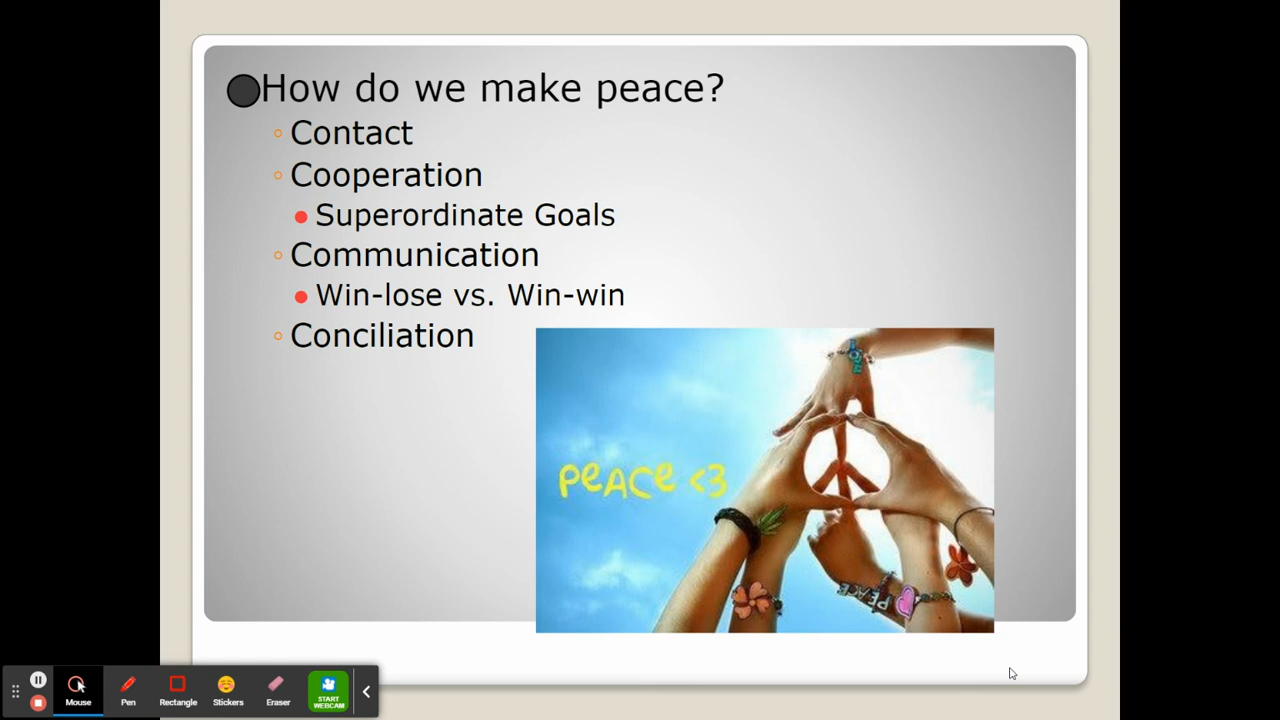 How do we make peace?
Contact
Cooperation
Superordinate Goals
Communication
Win-lose vs. Win-win
Conciliation
PEACE <3
PEACE
Mouse
Pen
Rectangle
Stickers
Eraser
START
WEBCAM